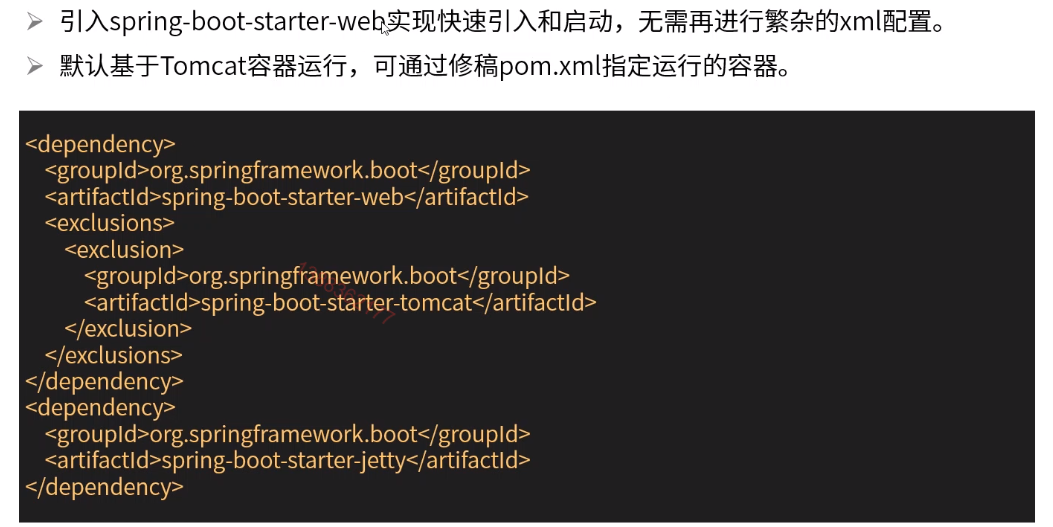 引入spring-boot-starter-web实现快速引入和启动，无需再进行繁杂的xml配置。
默认基于Tomcat容器运行，可通过修稿pom.xml指定运行的容器。
<dependency>
<groupId>org.springframework.boot</groupId>
<artifactId>spring-boot-starter-web</artifactId>
<exclusions>
<exclusion>
<groupId>org.springframework.boot</groupId>
<artifactId>spring-boot-starter-tomcat</artifactId>
</exclusion>
</exclusions>
</dependency>
<dependency>
<groupId>org.springframework.boot</groupId>
<artifactId>spring-boot-starter-jetty</artifactId>
</dependency>